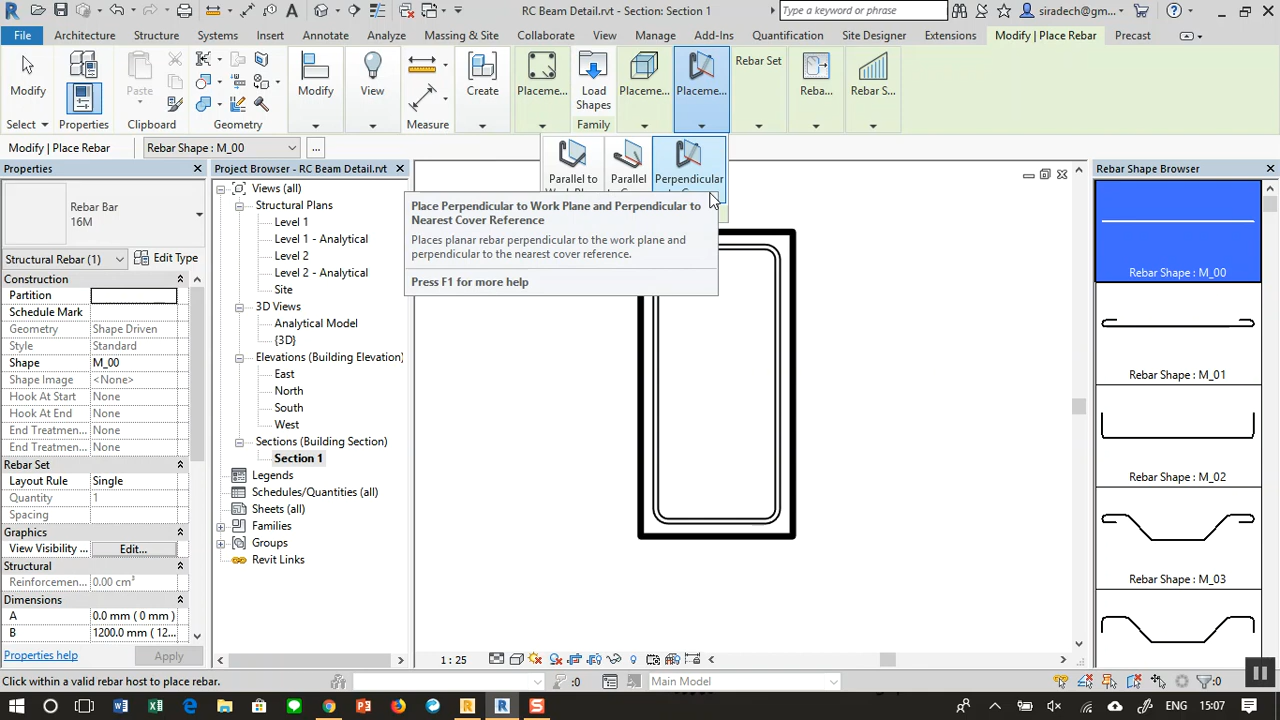 RC Beam Detail.rvt - Section: Section 1
Type a keyword or phrase
siradech@gm...
File
Architecture
Structure
Systems
Insert
Annotate
Analyze
Massing & Site
Collaborate
View
Manage
Add-Ins
Quantification
Site Designer
Extensions
Modify | Place Rebar
Precast
Modify
Paste
Modify
View
Create
Placeme...
Load
Shapes
Placeme...
Placeme...
Rebar Set
Reba...
Rebar S...
Select
Properties
Clipboard
Geometry
Measure
Family
Modify | Place Rebar
Rebar Shape : M_00
...
Parallel to
Parallel
Perpendicular
Properties
Project Browser - RC Beam Detail.rvt
Rebar Shape Browser
Rebar Bar
16M
Structural Rebar (1)
Edit Type
Construction
Partition
Schedule Mark
Geometry
Shape Driven
Style
Standard
Shape
M_00
Shape Image
<None>
Hook At Start
None
Hook At End
None
End Treatmen...
None
End Treatmen...
None
Rebar Set
Layout Rule
Single
Quantity
1
Spacing
Graphics
View Visibility ...
Edit...
Structural
Reinforcemen...
0.00 cm³
Dimensions
A
0.0 mm ( 0 mm )
B
1200.0 mm ( 12...
Properties help
Apply
Views (all)
Structural Plans
Level 1
Level 1 - Analytical
Level 2
Level 2 - Analytical
Site
3D Views
Analytical Model
{3D}
Elevations (Building Elevation)
East
North
South
West
Sections (Building Section)
Section 1
Legends
Schedules/Quantities (all)
Sheets (all)
Families
Groups
Revit Links
Place Perpendicular to Work Plane and Perpendicular to
Nearest Cover Reference
Places planar rebar perpendicular to the work plane and
perpendicular to the nearest cover reference.
Press F1 for more help
Rebar Shape : M_00
Rebar Shape : M_01
Rebar Shape : M_02
Rebar Shape : M_03
1 : 25
Click within a valid rebar host to place rebar.
:0
Main Model
:0
ENG
15:07